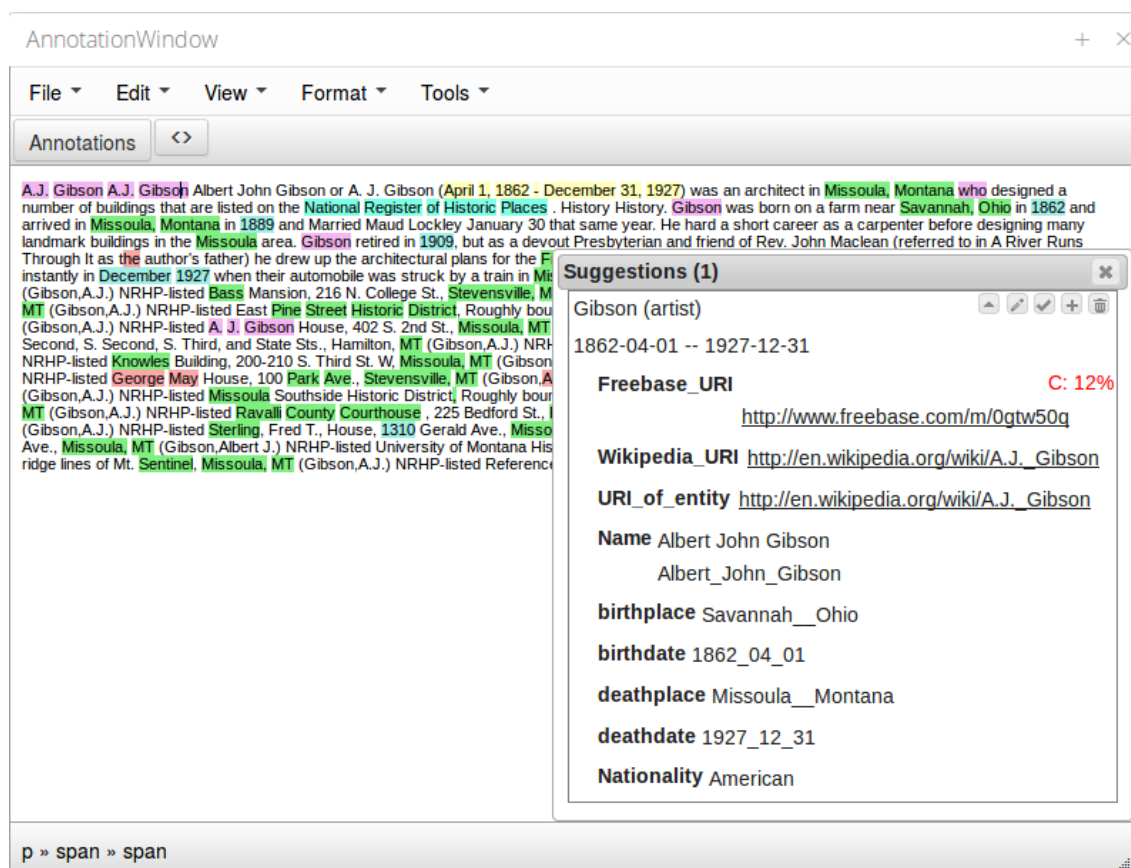 AnnotationWindow
File Edit View Format Tools
Annotations <>
A.J. Gibson A.J. Gibson Albert John Gibson or A. J. Gibson (April 1, 1862 - December 31, 1927) was an architect in Missoula, Montana who designed a
number of buildings that are listed on the National Register of Historic Places . History History. Gibson was born on a farm near Savannah, Ohio in 1862 and
arrived in Missoula, Montana in 1889 and Married Maud Lockley January 30 that same year. He hard a short career as a carpenter before designing many
landmark buildings in the Missoula area. Gibson retired in 1909, but as a devout Presbyterian and friend of Rev. John Maclean (referred to in A River Runs
Through It as the author's father) he drew up the architectural plans for the
instantly in December 1927 when their automobile was struck by a train in
(Gibson,A.J.) NRHP-listed Bass Mansion, 216 N. College St., Stevensville,
MT (Gibson,A.J.) NRHP-listed East Pine Street Historic District, Roughly
(Gibson,A.J.) NRHP-listed A. J. Gibson House, 402 S. 2nd St., Missoula, MT
Second, S. Second, S. Third, and State Sts., Hamilton, MT (Gibson,A.J.)
NRHP-listed Knowles Building, 200-210 S. Third St. W, Missoula, MT (Gibson
NRHP-listed George May House, 100 Park Ave., Stevensville, MT (Gibson,A
(Gibson,A.J.) NRHP-listed Missoula Southside Historic District, Roughly
MT (Gibson,A.J.) NRHP-listed Ravalli County Courthouse , 225 Bedford St.,
(Gibson,A.J.) NRHP-listed Sterling, Fred T., House, 1310 Gerald Ave.,
Ave., Missoula, MT (Gibson,Albert J.) NRHP-listed University of Montana
ridge lines of Mt. Sentinel, Missoula, MT (Gibson,A.J.) NRHP-listed
Suggestions (1)
Gibson (artist)
1862-04-01 -- 1927-12-31
Freebase_URI C: 12%
http://www.freebase.com/m/0gtw50q
Wikipedia_URI http://en.wikipedia.org/wiki/A.J._Gibson
URI_of_entity http://en.wikipedia.org/wiki/A.J._Gibson
Name Albert John Gibson
Albert_John_Gibson
birthplace Savannah__Ohio
birthdate 1862_04_01
deathplace Missoula__Montana
deathdate 1927_12_31
Nationality American
p » span » span